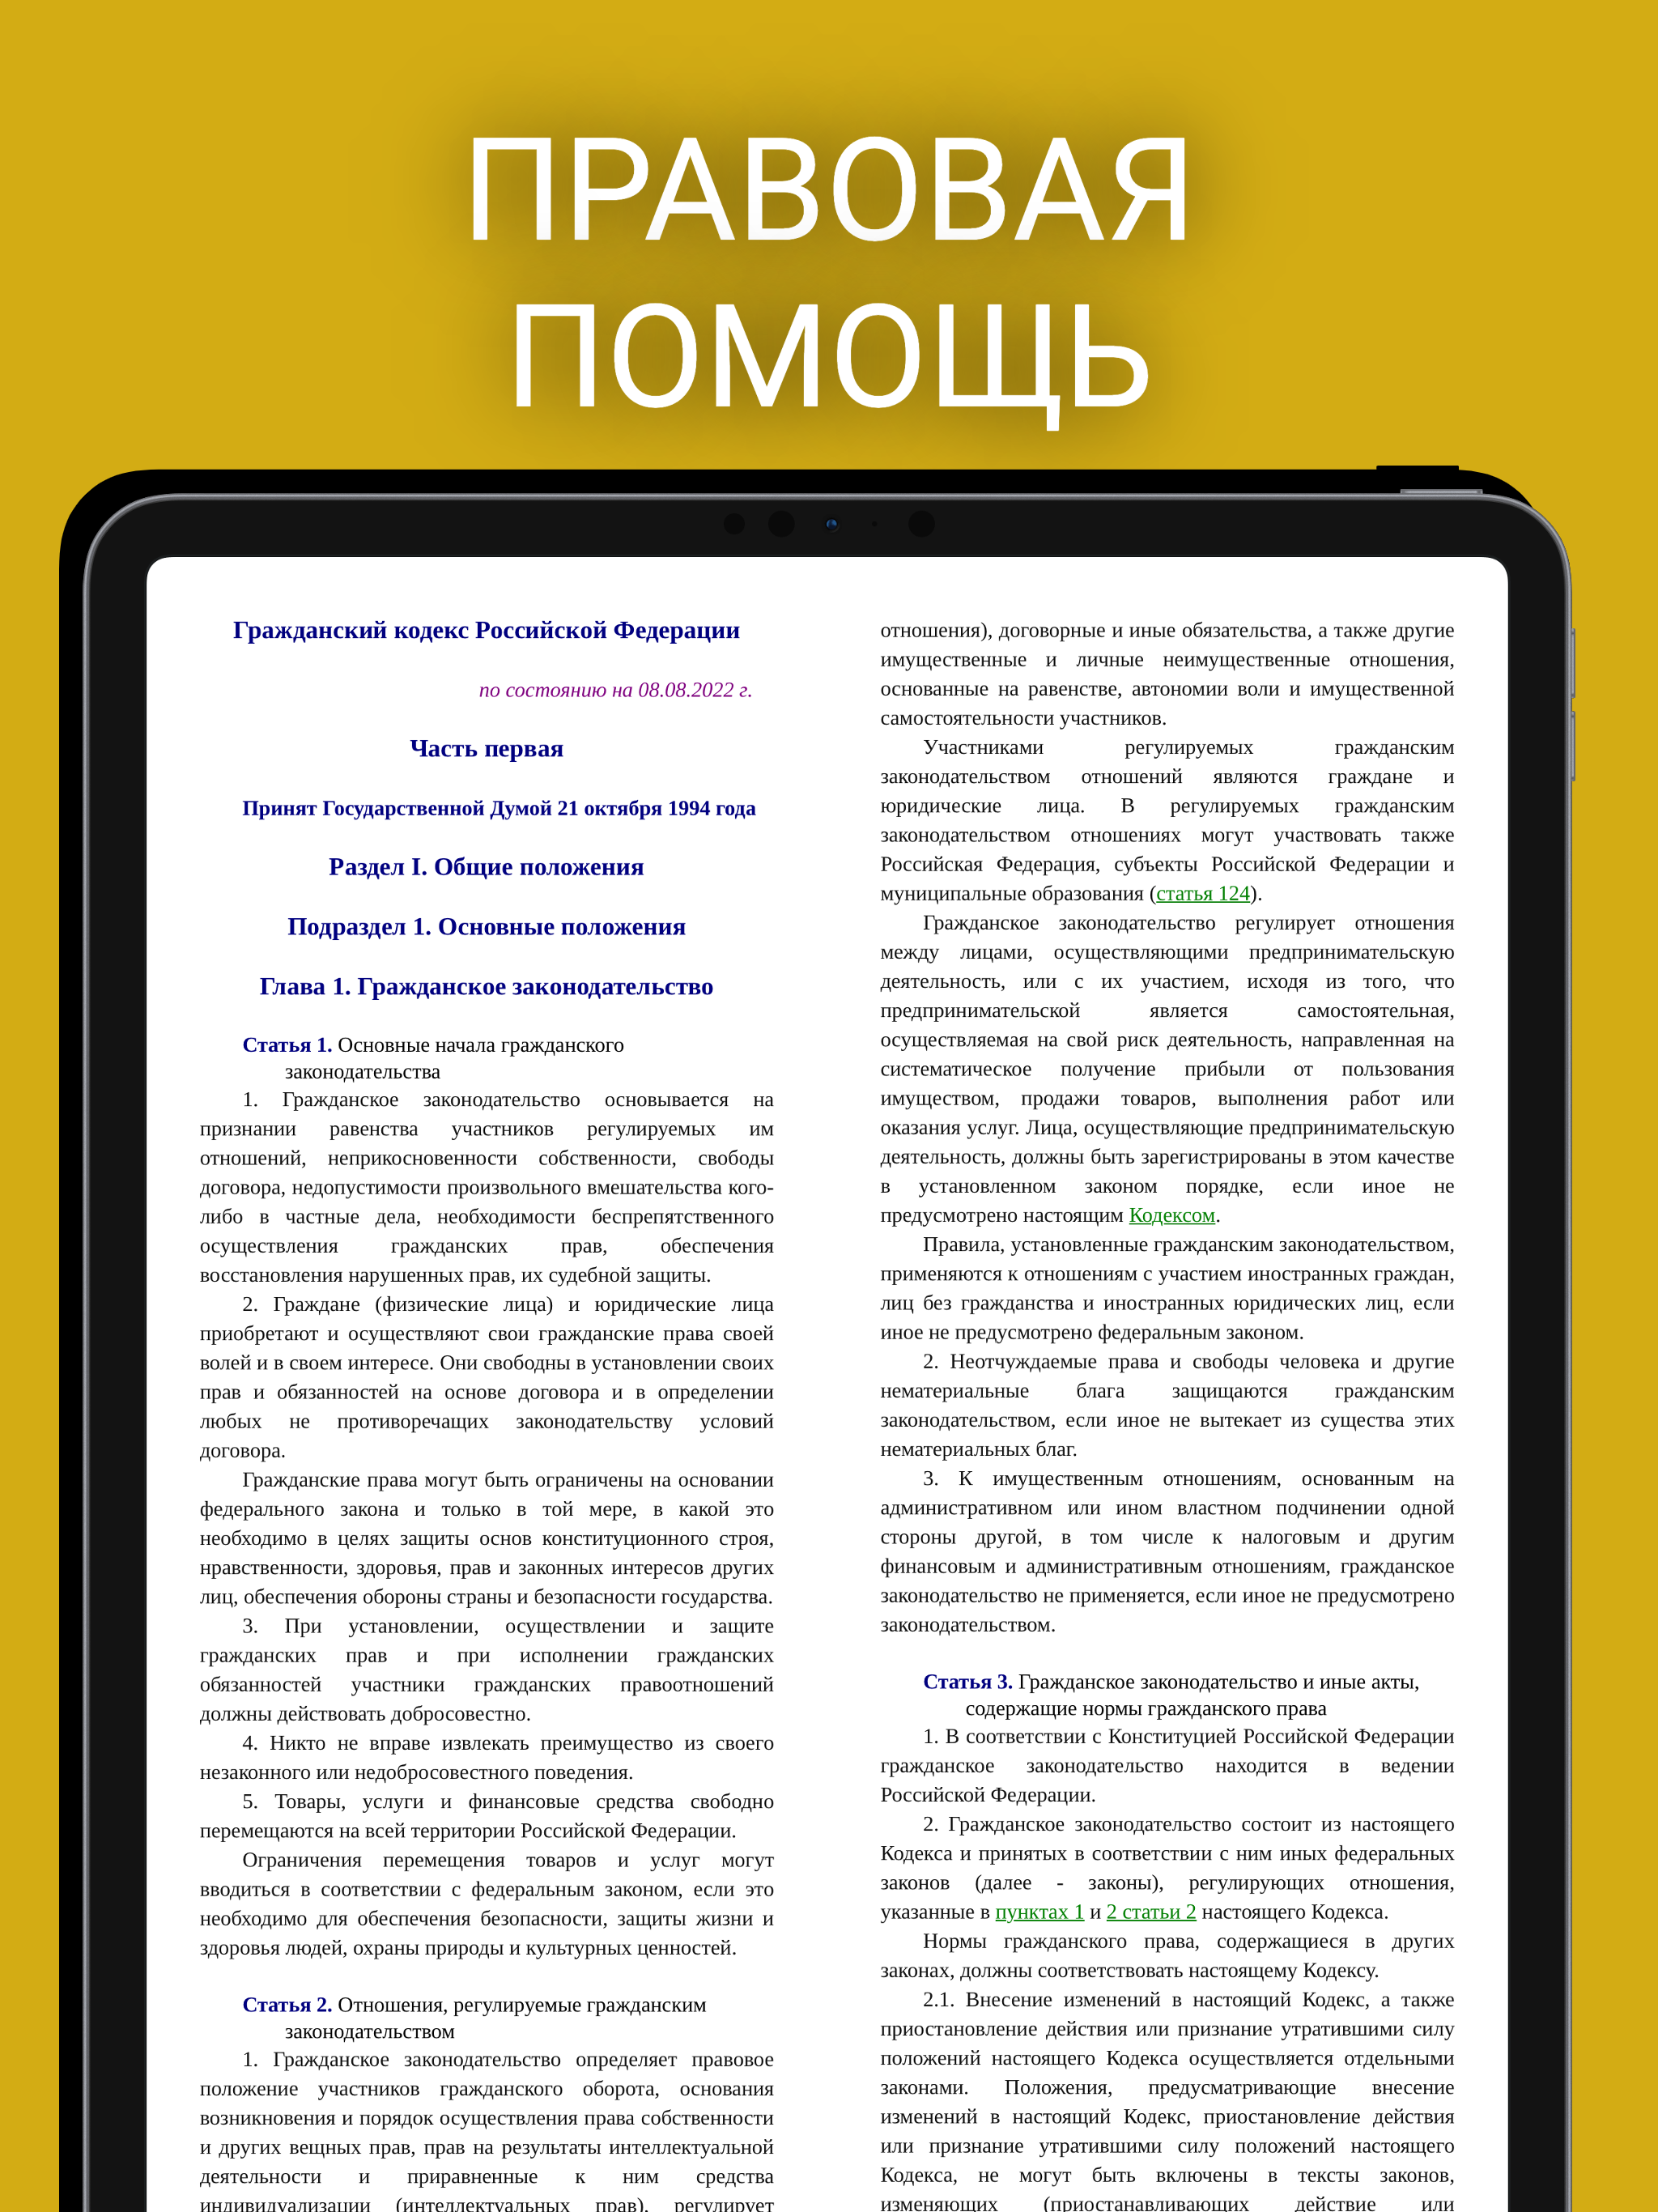 ПРАВОВАЯ
ПОМОЩЬ
Гражданский кодекс Российской Федерации
по состоянию на 08.08.2022 г.
Часть первая
Принят Государственной Думой 21 октября 1994 года
Раздел I. Общие положения
Подраздел 1. Основные положения
Глава 1. Гражданское законодательство
Статья 1. Основные начала гражданского
законодательства
1. Гражданское законодательство основывается на
признании равенства участников регулируемых им
отношений, неприкосновенности собственности, свободы
договора, недопустимости произвольного вмешательства кого-
либо в частные дела, необходимости беспрепятственного
осуществления гражданских прав, обеспечения
восстановления нарушенных прав, их судебной защиты.
2. Граждане (физические лица) и юридические лица
приобретают и осуществляют свои гражданские права своей
волей и в своем интересе. Они свободны в установлении своих
прав и обязанностей на основе договора и в определении
любых не противоречащих законодательству условий
договора.
Гражданские права могут быть ограничены на основании
федерального закона и только в той мере, в какой это
необходимо в целях защиты основ конституционного строя,
нравственности, здоровья, прав и законных интересов других
лиц, обеспечения обороны страны и безопасности государства.
3. При установлении, осуществлении и защите
гражданских прав и при исполнении гражданских
обязанностей участники гражданских правоотношений
должны действовать добросовестно.
4. Никто не вправе извлекать преимущество из своего
незаконного или недобросовестного поведения.
5. Товары, услуги и финансовые средства свободно
перемещаются на всей территории Российской Федерации.
Ограничения перемещения товаров и услуг могут
вводиться в соответствии с федеральным законом, если это
необходимо для обеспечения безопасности, защиты жизни и
здоровья людей, охраны природы и культурных ценностей.
Статья 2. Отношения, регулируемые гражданским
законодательством
1. Гражданское законодательство определяет правовое
положение участников гражданского оборота, основания
возникновения и порядок осуществления права собственности
и других вещных прав, прав на результаты интеллектуальной
деятельности и приравненные к ним средства
индивидуализации (интеллектуальных прав), регулирует
отношения), договорные и иные обязательства, а также другие
имущественные и личные неимущественные отношения,
основанные на равенстве, автономии воли и имущественной
самостоятельности участников.
Участниками регулируемых гражданским
законодательством отношений являются граждане и
юридические лица. В регулируемых гражданским
законодательством отношениях могут участвовать также
Российская Федерация, субъекты Российской Федерации и
муниципальные образования (статья 124).
Гражданское законодательство регулирует отношения
между лицами, осуществляющими предпринимательскую
деятельность, или с их участием, исходя из того, что
предпринимательской является самостоятельная,
осуществляемая на свой риск деятельность, направленная на
систематическое получение прибыли от пользования
имуществом, продажи товаров, выполнения работ или
оказания услуг. Лица, осуществляющие предпринимательскую
деятельность, должны быть зарегистрированы в этом качестве
в установленном законом порядке, если иное не
предусмотрено настоящим Кодексом.
Правила, установленные гражданским законодательством,
применяются к отношениям с участием иностранных граждан,
лиц без гражданства и иностранных юридических лиц, если
иное не предусмотрено федеральным законом.
2. Неотчуждаемые права и свободы человека и другие
нематериальные блага защищаются гражданским
законодательством, если иное не вытекает из существа этих
нематериальных благ.
3. К имущественным отношениям, основанным на
административном или ином властном подчинении одной
стороны другой, в том числе к налоговым и другим
финансовым и административным отношениям, гражданское
законодательство не применяется, если иное не предусмотрено
законодательством.
Статья 3. Гражданское законодательство и иные акты,
содержащие нормы гражданского права
1. В соответствии с Конституцией Российской Федерации
гражданское законодательство находится в ведении
Российской Федерации.
2. Гражданское законодательство состоит из настоящего
Кодекса и принятых в соответствии с ним иных федеральных
законов (далее - законы), регулирующих отношения,
указанные в пунктах 1 и 2 статьи 2 настоящего Кодекса.
Нормы гражданского права, содержащиеся в других
законах, должны соответствовать настоящему Кодексу.
2.1. Внесение изменений в настоящий Кодекс, а также
приостановление действия или признание утратившими силу
положений настоящего Кодекса осуществляется отдельными
законами. Положения, предусматривающие внесение
изменений в настоящий Кодекс, приостановление действия
или признание утратившими силу положений настоящего
Кодекса, не могут быть включены в тексты законов,
изменяющих (приостанавливающих действие или